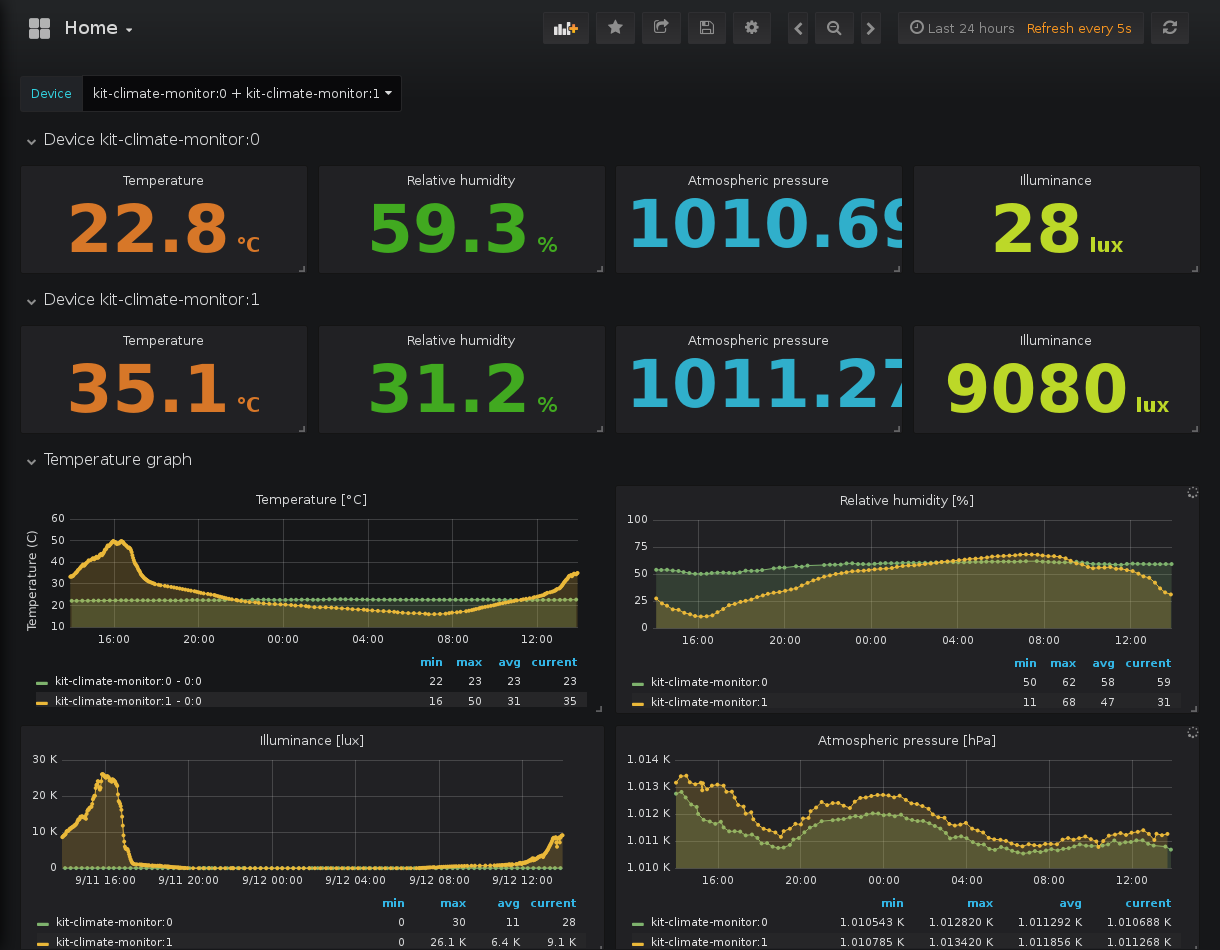 Home
Last 24 hours Refresh every 5s
Device kit-climate-monitor:0 + kit-climate-monitor:1
Device kit-climate-monitor:0
Temperature Relative humidity Atmospheric pressure Illuminance
22.8 °C 59.3 % 1010.69 28 lux
Device kit-climate-monitor:1
Temperature Relative humidity Atmospheric pressure Illuminance
35.1 °C 31.2 % 1011.27 9080 lux
Temperature graph
Temperature [°C]
Temperature (C)
60
50
40
30
20
10
16:00 20:00 00:00 04:00 08:00 12:00
min max avg current
kit-climate-monitor:0 - 0:0 22 23 23 23
kit-climate-monitor:1 - 0:0 16 50 31 35
Relative humidity [%]
100
75
50
25
0
16:00 20:00 00:00 04:00 08:00 12:00
min max avg current
kit-climate-monitor:0 50 62 58 59
kit-climate-monitor:1 11 68 47 31
Illuminance [lux]
30 K
20 K
10 K
0
9/11 16:00 9/11 20:00 9/12 00:00 9/12 04:00 9/12 08:00 9/12 12:00
min max avg current
kit-climate-monitor:0 0 30 11 28
kit-climate-monitor:1 0 26.1 K 6.4 K 9.1 K
Atmospheric pressure [hPa]
1.014 K
1.013 K
1.012 K
1.011 K
1.010 K
16:00 20:00 00:00 04:00 08:00 12:00
min max avg current
kit-climate-monitor:0 1.010543 K 1.012820 K 1.011292 K 1.010688 K
kit-climate-monitor:1 1.010785 K 1.013420 K 1.011856 K 1.011268 K